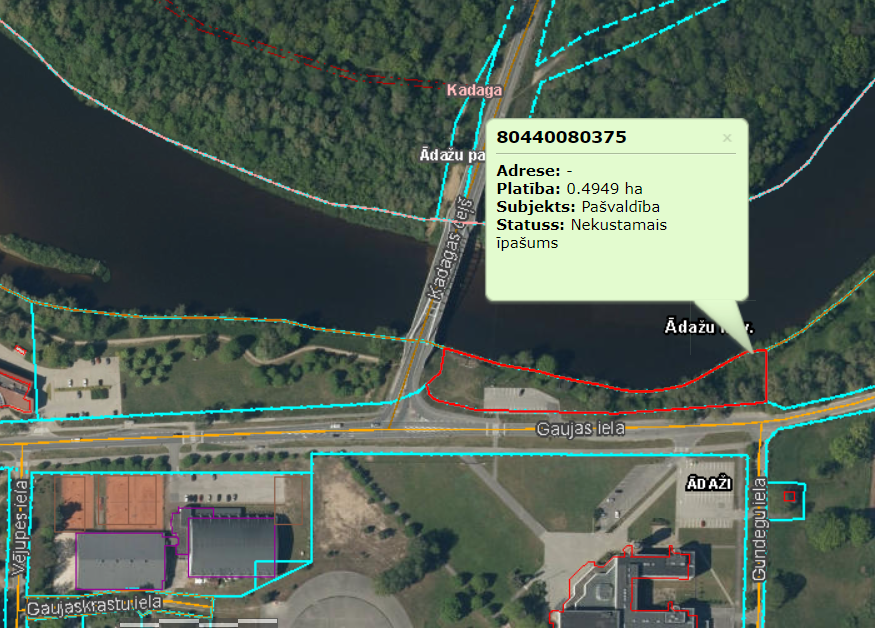 Kadaga
Ādažu pa
80440080375
×
Adrese: -
Platība: 0.4949 ha
Subjekts: Pašvaldība
Statuss: Nekustamais
īpašums
Kadagas ceļš
Ādažu
Gaujas iela
ĀDAŽI
Vējupes iela
Gundegu iela
Gaujaskrastu iela